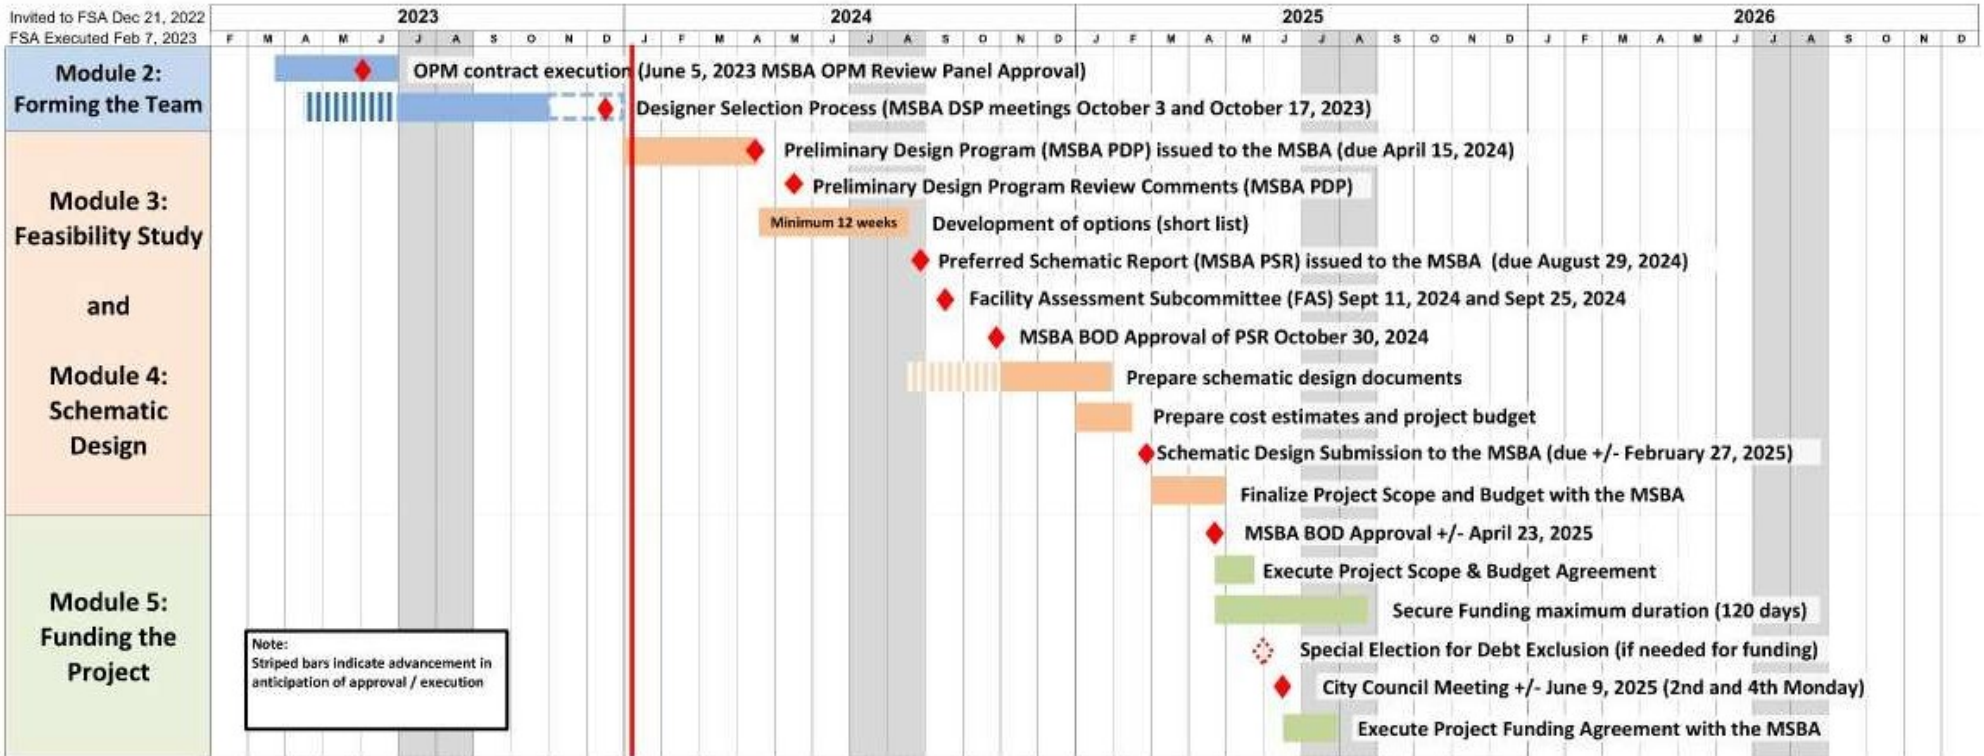 Invited to FSA Dec 21, 2022
FSA Executed Feb 7, 2023
2023 2024 2025 2026
F M A M J J A S O N D J F M A M J J A S O N D J F M A M J J A S O N D J F M A M J J A S O N D
Module 2:
Forming the Team
OPM contract execution (June 5, 2023 MSBA OPM Review Panel Approval)
Designer Selection Process (MSBA DSP meetings October 3 and October 17, 2023)
Module 3:
Feasibility Study
and
Module 4:
Schematic
Design
Preliminary Design Program (MSBA PDP) issued to the MSBA (due April 15, 2024)
Preliminary Design Program Review Comments (MSBA PDP)
Minimum 12 weeks Development of options (short list)
Preferred Schematic Report (MSBA PSR) issued to the MSBA (due August 29, 2024)
Facility Assessment Subcommittee (FAS) Sept 11, 2024 and Sept 25, 2024
MSBA BOD Approval of PSR October 30, 2024
Prepare schematic design documents
Prepare cost estimates and project budget
Schematic Design Submission to the MSBA (due +/- February 27, 2025)
Finalize Project Scope and Budget with the MSBA
Module 5:
Funding the
Project
MSBA BOD Approval +/- April 23, 2025
Execute Project Scope & Budget Agreement
Secure Funding maximum duration (120 days)
Special Election for Debt Exclusion (if needed for funding)
City Council Meeting +/- June 9, 2025 (2nd and 4th Monday)
Execute Project Funding Agreement with the MSBA
Note:
Striped bars indicate advancement in
anticipation of approval / execution